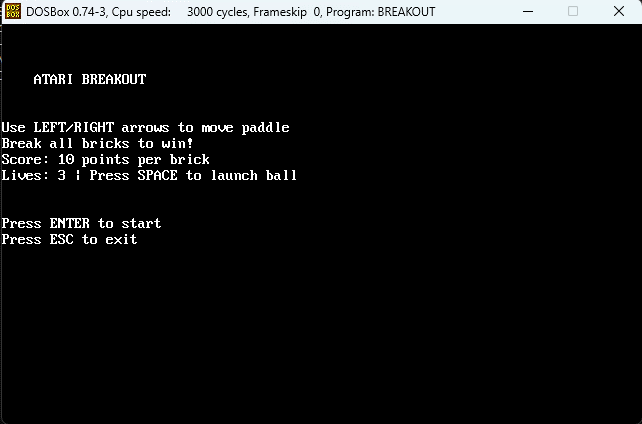 DOS BOX
DOSBox 0.74-3, Cpu speed: 3000 cycles, Frameskip 0, Program: BREAKOUT
ATARI BREAKOUT
Use LEFT/RIGHT arrows to move paddle
Break all bricks to win!
Score: 10 points per brick
Lives: 3 | Press SPACE to launch ball
Press ENTER to start
Press ESC to exit